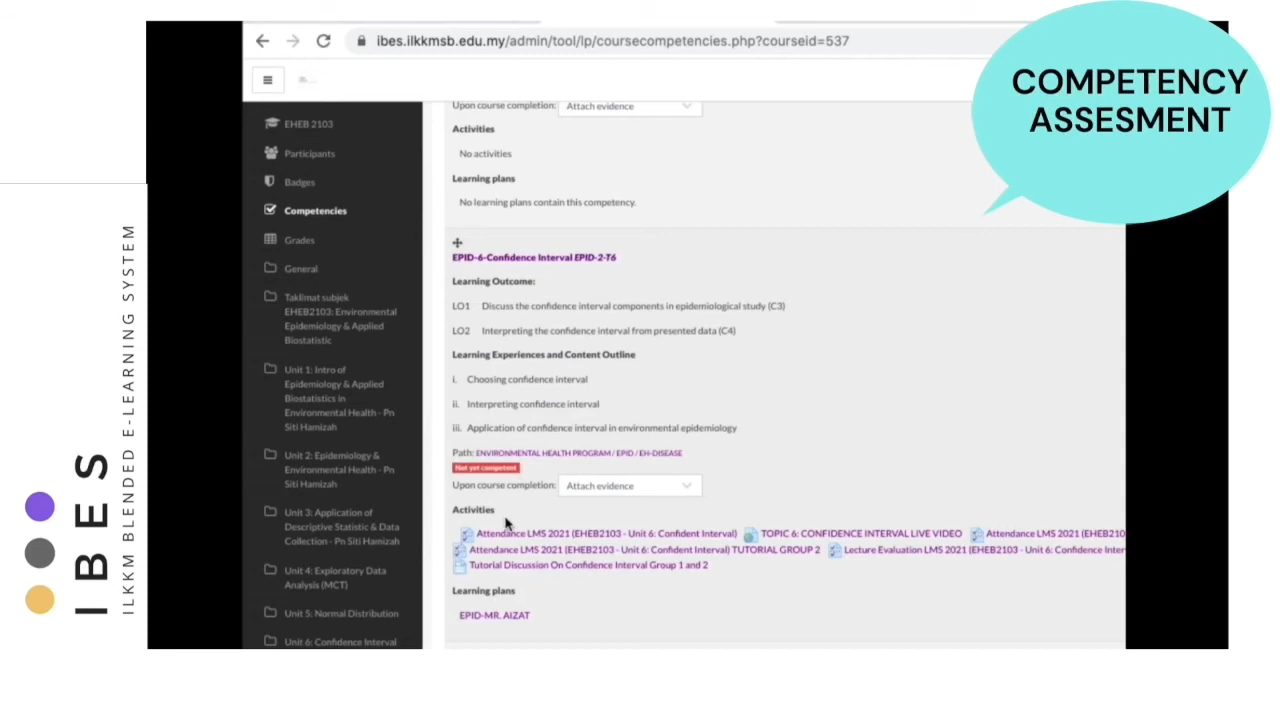 ibes.ilkkmsb.edu.my/admin/tool/lp/coursecompetencies.php?courseid=537
COMPETENCY
ASSESMENT
IBES
ILKKM BLENDED E-LEARNING SYSTEM
EHEB 2103
Participants
Badges
Competencies
Grades
General
Taklimat subjek
EHEB2103: Environmental
Epidemiology & Applied
Biostatistic
Unit 1: Intro of
Epidemiology & Applied
Biostatistics in
Environmental Health - Pn
Siti Hamizah
Unit 2: Epidemiology &
Environmental Health - Pn
Siti Hamizah
Unit 3: Application of
Descriptive Statistic & Data
Collection - Pn Siti Hamizah
Unit 4: Exploratory Data
Analysis (MCT)
Unit 5: Normal Distribution
Unit 6: Confidence Interval
Upon course completion: Attach evidence
Activities
No activities
Learning plans
No learning plans contain this competency.
EPID-6-Confidence Interval EPID-2-T6
Learning Outcome:
LO1 Discuss the confidence interval components in epidemiological study (C3)
LO2 Interpreting the confidence interval from presented data (C4)
Learning Experiences and Content Outline
i. Choosing confidence interval
ii. Interpreting confidence interval
iii. Application of confidence interval in environmental epidemiology
Path: ENVIRONMENTAL HEALTH PROGRAM / EPID / EH-DISEASE
Not yet competent
Upon course completion: Attach evidence
Activities
Attendance LMS 2021 (EHEB2103 - Unit 6: Confident Interval) TOPIC 6: CONFIDENCE INTERVAL LIVE VIDEO Attendance LMS 2021 (EHEB210
Attendance LMS 2021 (EHEB2103 - Unit 6: Confident Interval) TUTORIAL GROUP 2 Lecture Evaluation LMS 2021 (EHEB2103 - Unit 6: Confidence Inter
Tutorial Discussion On Confidence Interval Group 1 and 2
Learning plans
EPID-MR. AIZAT